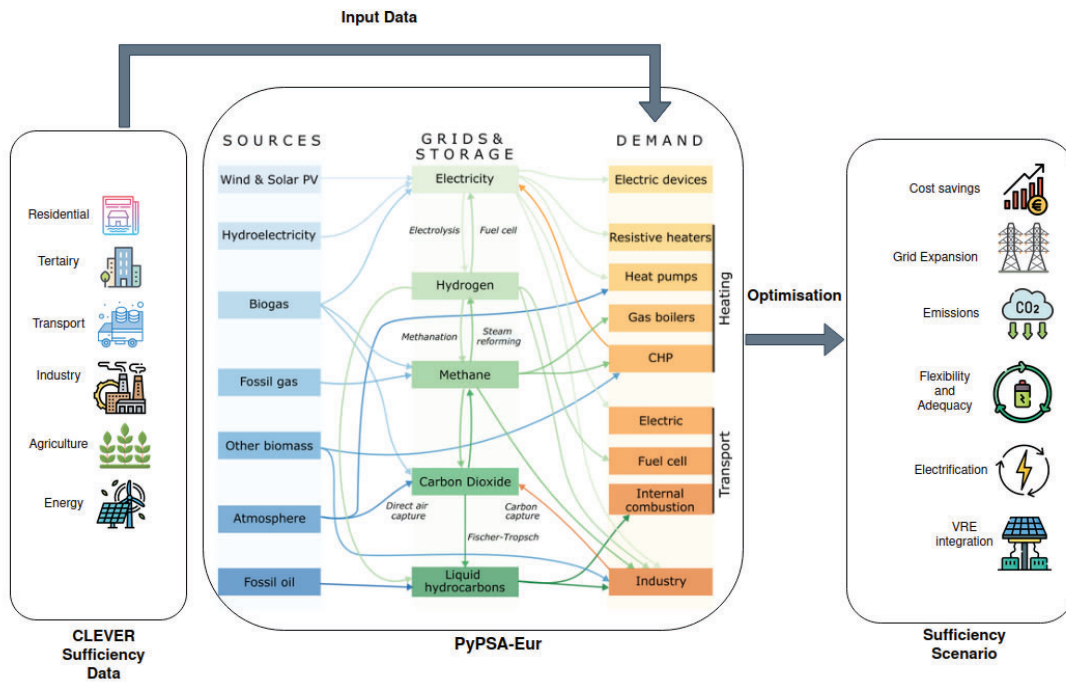 Input Data
Residential
Tertairy
Transport
Industry
Agriculture
Energy
CLEVER
Sufficiency
Data
SOURCES
Wind & Solar PV
Hydroelectricity
Biogas
Fossil gas
Other biomass
Atmosphere
Fossil oil
GRIDS &
STORAGE
Electricity
Electrolysis
Fuel cell
Hydrogen
Methanation
Steam
reforming
Methane
Carbon Dioxide
Direct air
capture
Carbon
capture
Fischer-Tropsch
Liquid
hydrocarbons
DEMAND
Electric devices
Resistive heaters
Heat pumps
Gas boilers
CHP
Heating
Electric
Fuel cell
Internal
combustion
Transport
Industry
PyPSA-Eur
Optimisation
Cost savings
€
Grid Expansion
Emissions
CO₂
Flexibility
and
Adequacy
Electrification
VRE
integration
Sufficiency
Scenario